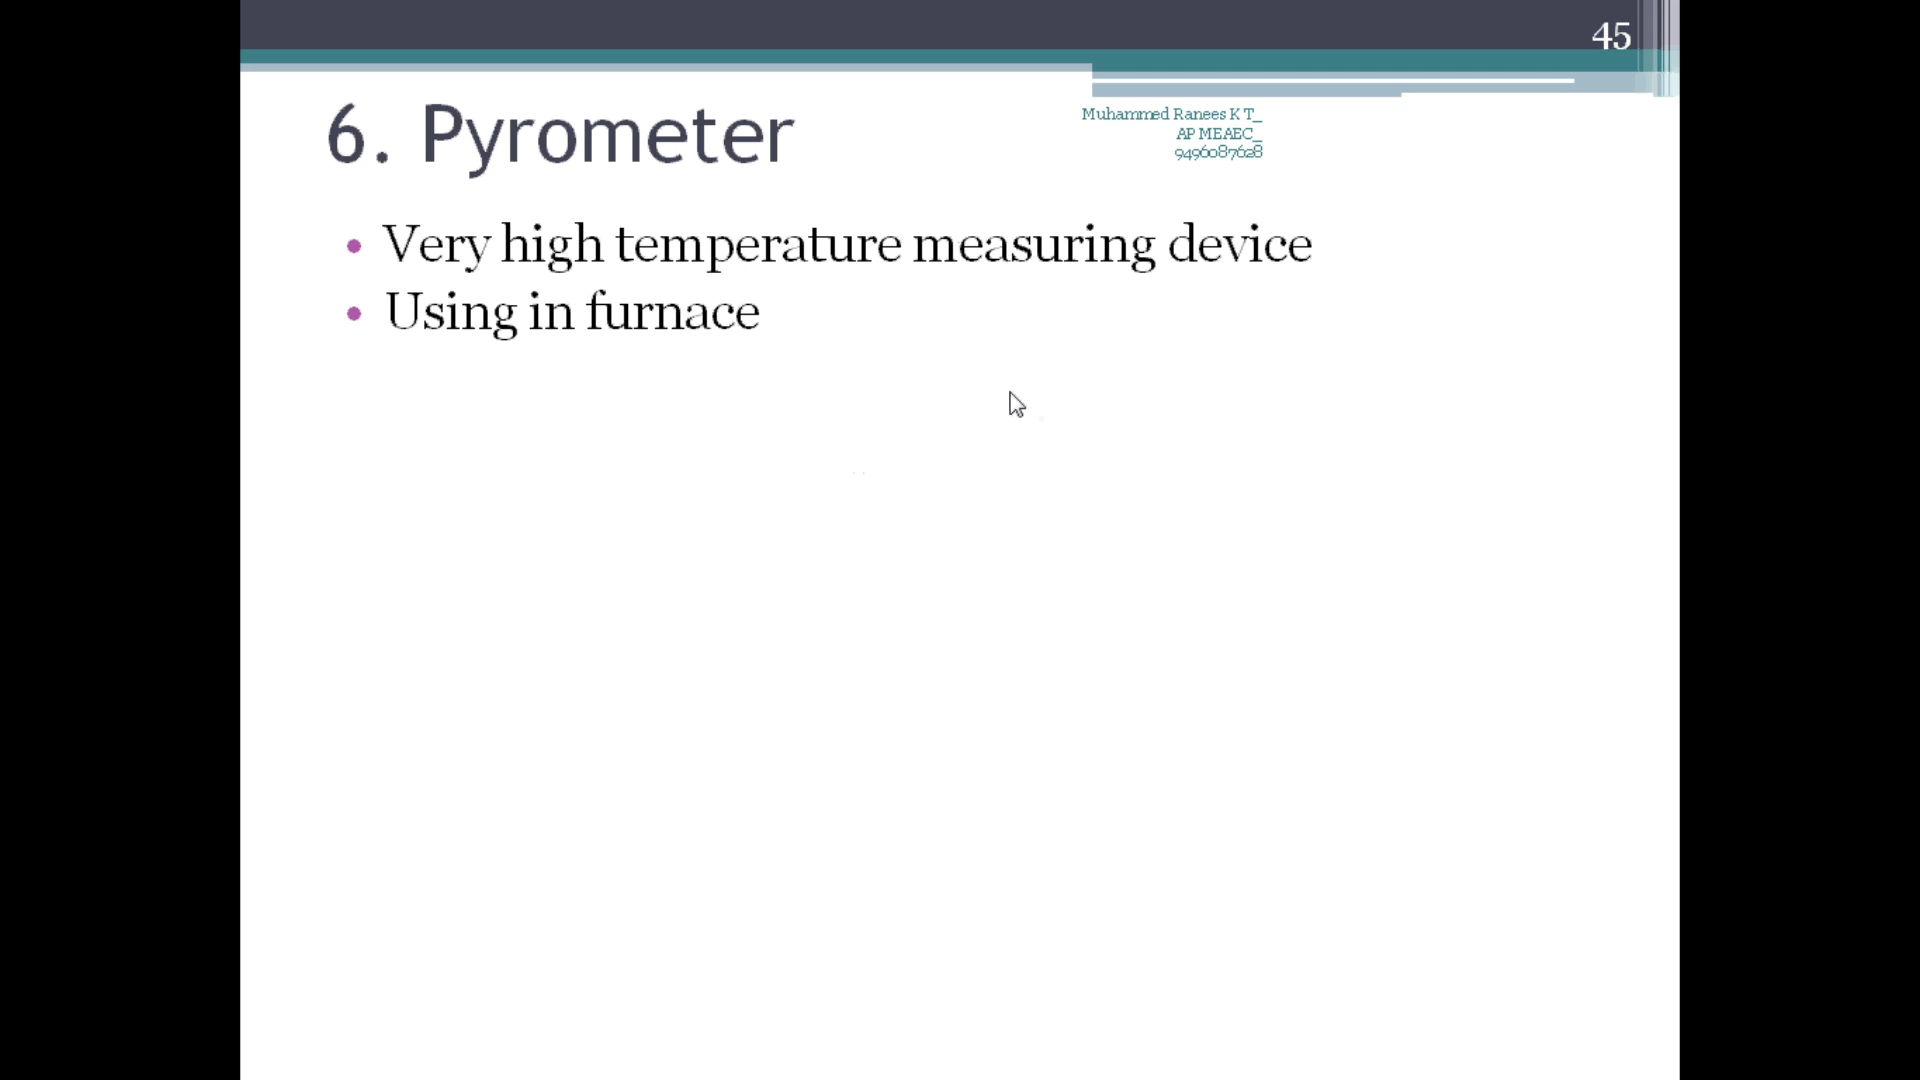 45
6. Pyrometer
Muhammed Ranees K T_
AP MEAEC_
9496087628
• Very high temperature measuring device
• Using in furnace